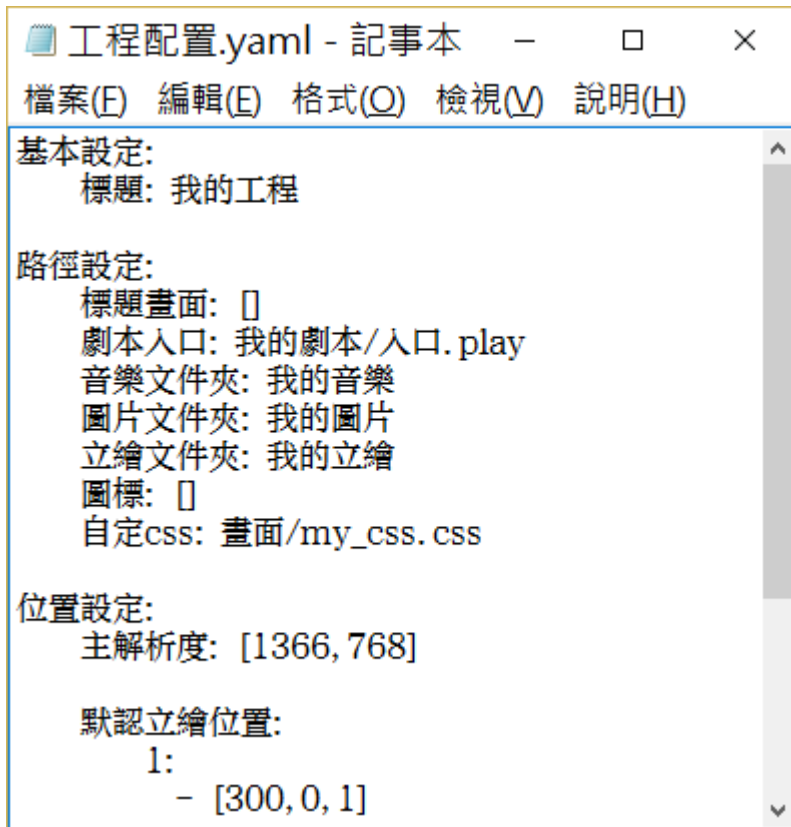 工程配置.yaml - 記事本
檔案(F) 編輯(E) 格式(O) 檢視(V) 說明(H)
基本設定:
標題: 我的工程
路徑設定:
標題畫面: []
劇本入口: 我的劇本/入口.play
音樂文件夾: 我的音樂
圖片文件夾: 我的圖片
立繪文件夾: 我的立繪
圖標: []
自定css: 畫面/my_css.css
位置設定:
主解析度: [1366,768]
默認立繪位置:
1:
- [300,0,1]